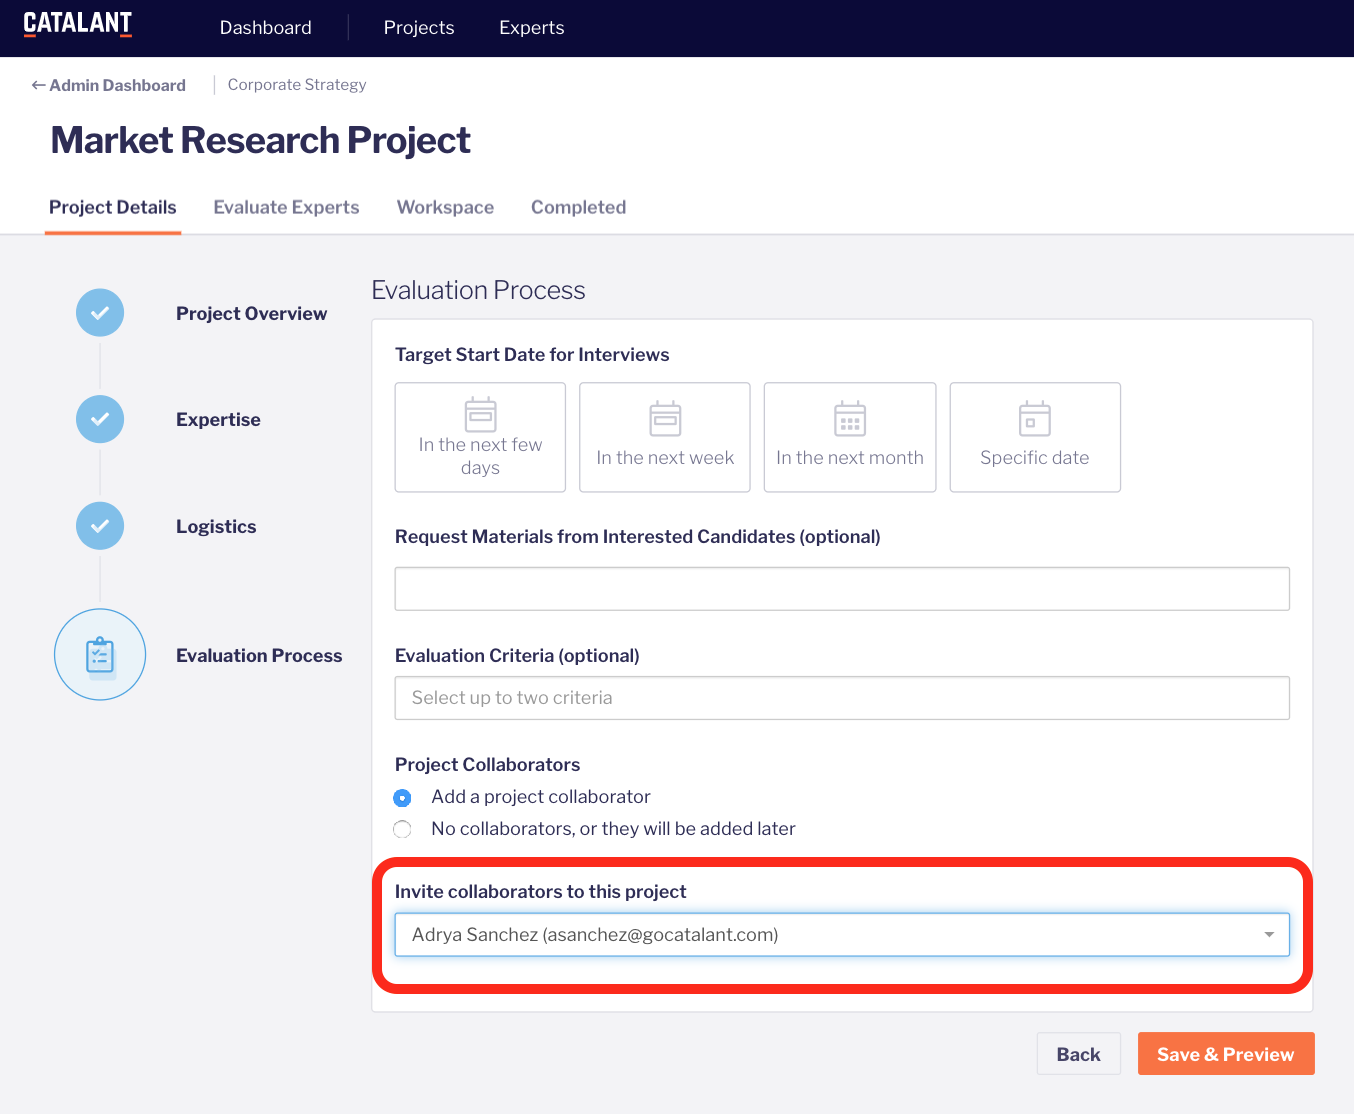 CATALANT
Dashboard
Projects
Experts
Admin Dashboard
Corporate Strategy
Market Research Project
Project Details
Evaluate Experts
Workspace
Completed
Project Overview
Expertise
Logistics
Evaluation Process
Evaluation Process
Target Start Date for Interviews
In the next few
days
In the next week
In the next month
Specific date
Request Materials from Interested Candidates (optional)
Evaluation Criteria (optional)
Select up to two criteria
Project Collaborators
Add a project collaborator
No collaborators, or they will be added later
Invite collaborators to this project
Adrya Sanchez (asanchez@gocatalant.com)
Back
Save & Preview